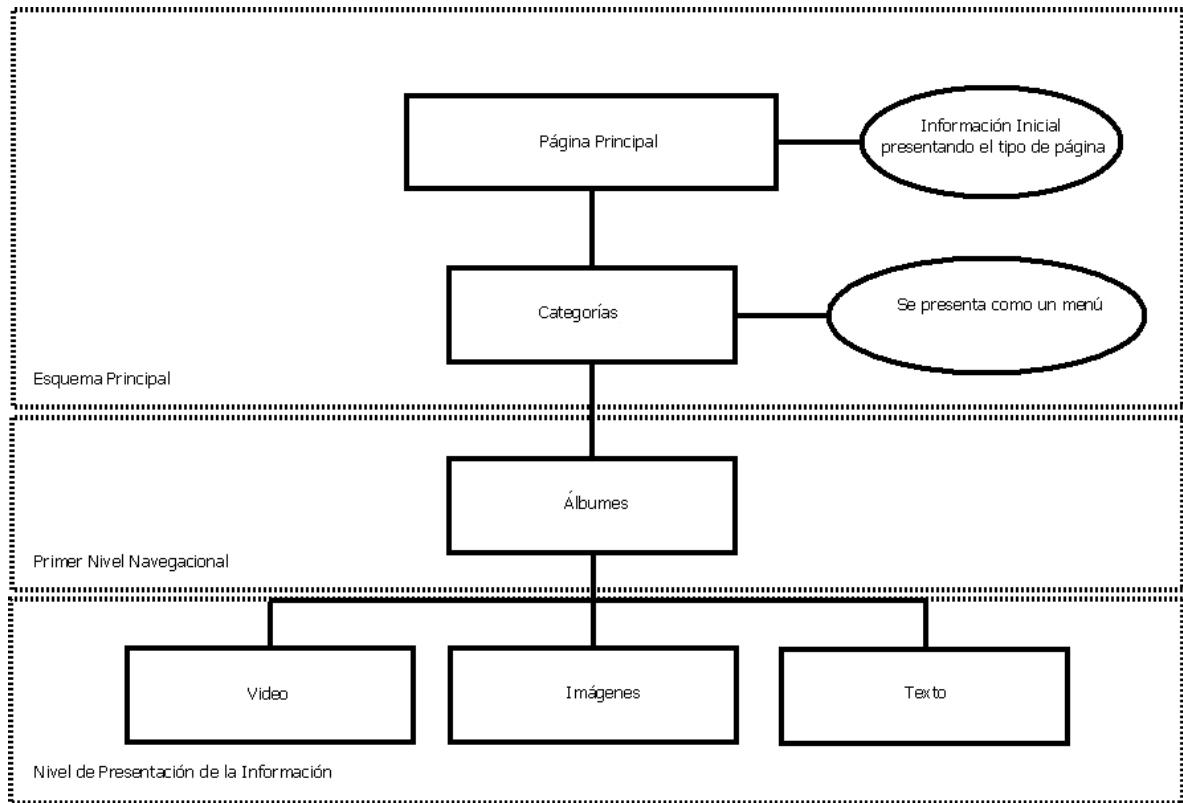 Página Principal
Información Inicial
presentando el tipo de página
Categorías
Se presenta como un menú
Esquema Principal
Álbumes
Primer Nivel Navegacional
Video
Imágenes
Texto
Nivel de Presentación de la Información